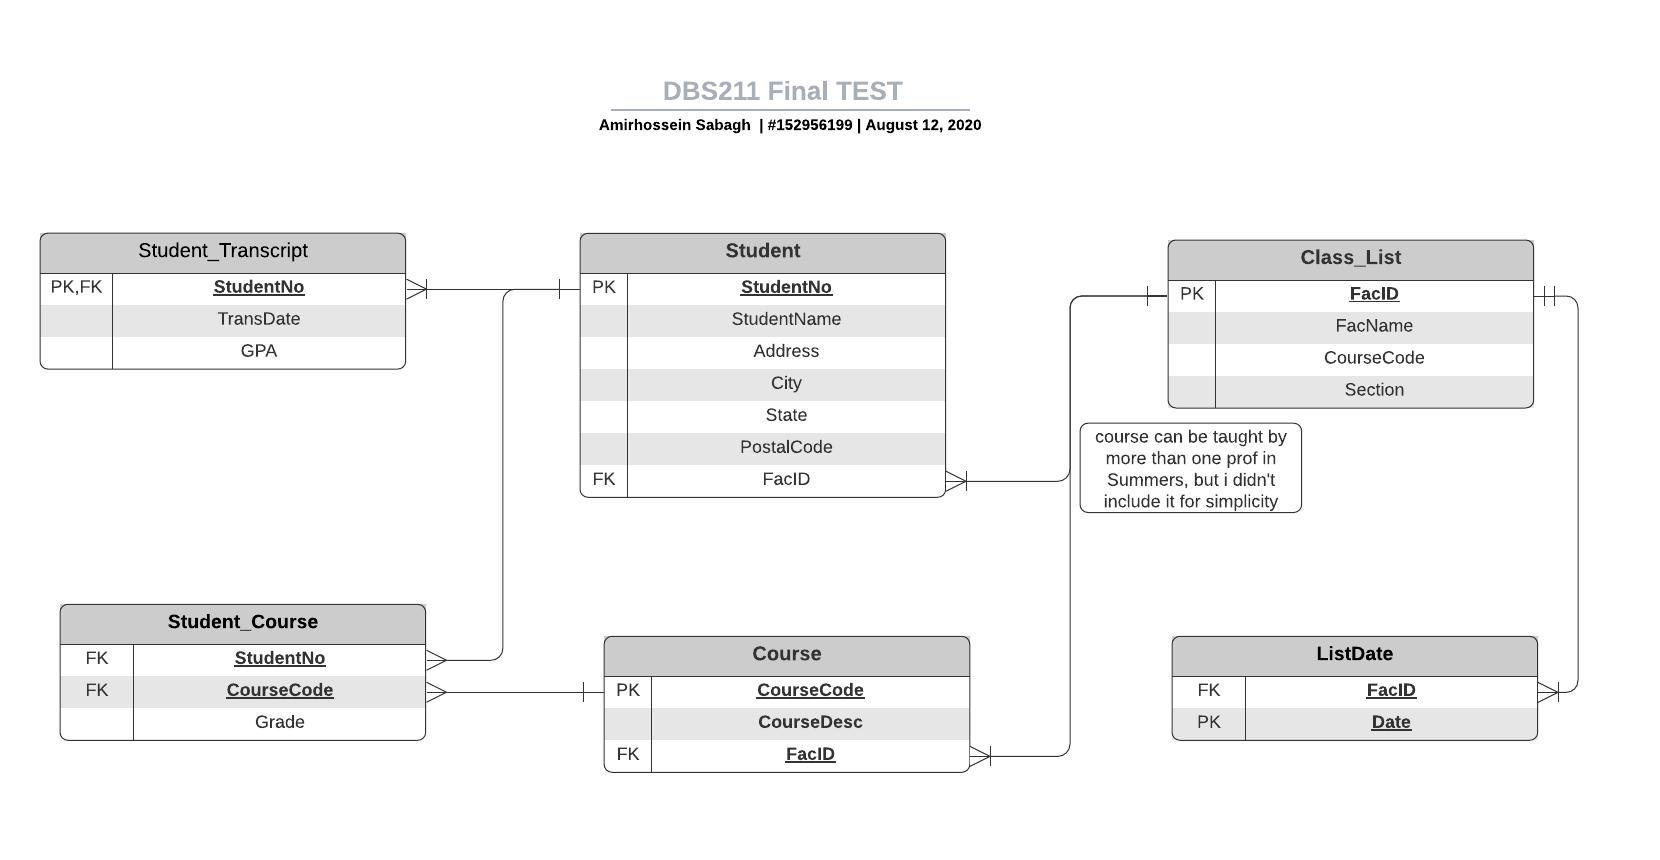 DBS211 Final TEST
Amirhossein Sabagh | #152956199 | August 12, 2020
Student_Transcript
PK,FK StudentNo
TransDate
GPA
Student
PK StudentNo
StudentName
Address
City
State
PostalCode
FK FacID
Class_List
PK FacID
FacName
CourseCode
Section
course can be taught by
more than one prof in
Summers, but i didn't
include it for simplicity
Student_Course
FK StudentNo
FK CourseCode
Grade
Course
PK CourseCode
CourseDesc
FK FacID
ListDate
FK FacID
PK Date